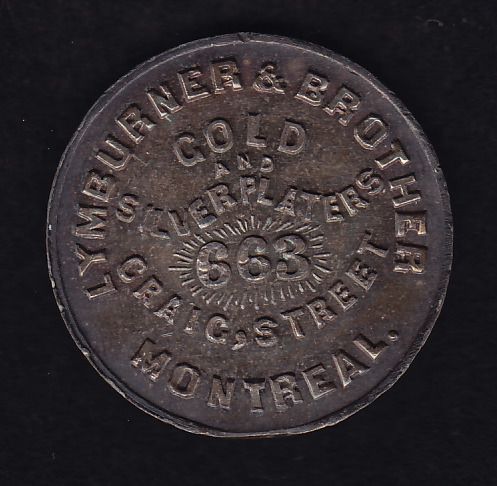 LYMBURNER & BROTHER
GOLD
AND
SILVERPLATERS
663
CRAIG, STREET
MONTREAL.